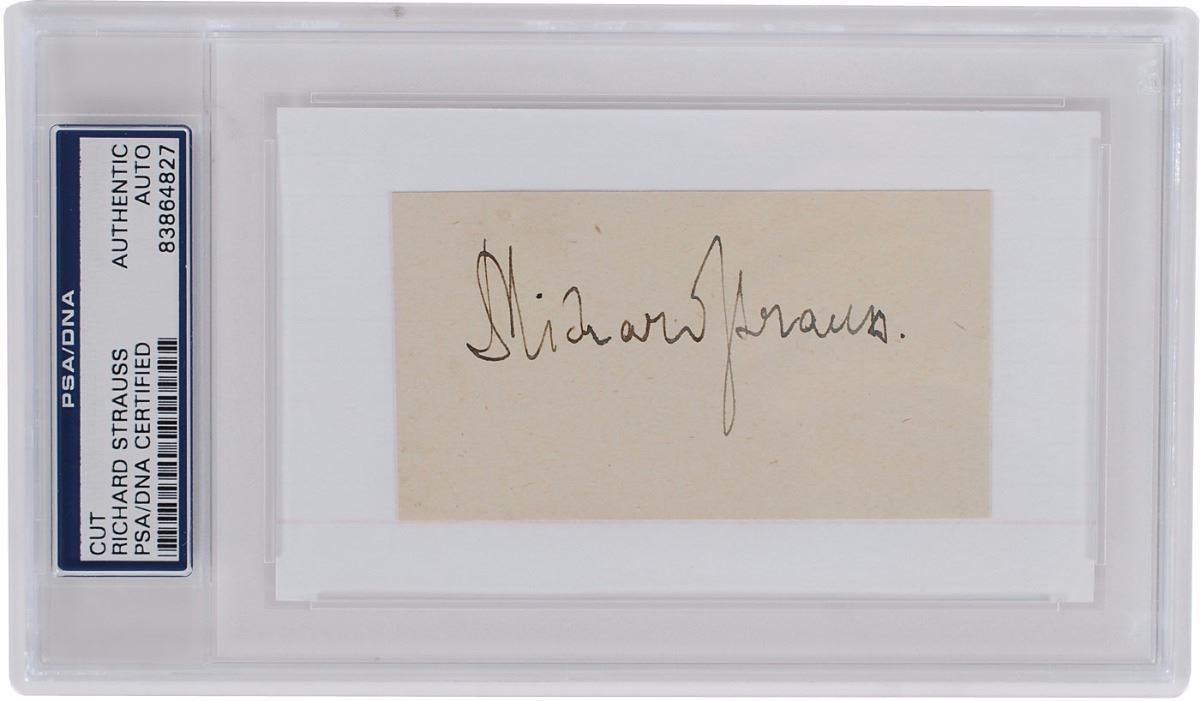 PSA/DNA
CUT
RICHARD STRAUSS
PSA/DNA CERTIFIED
AUTHENTIC
AUTO
83864827
Richard Strauss.